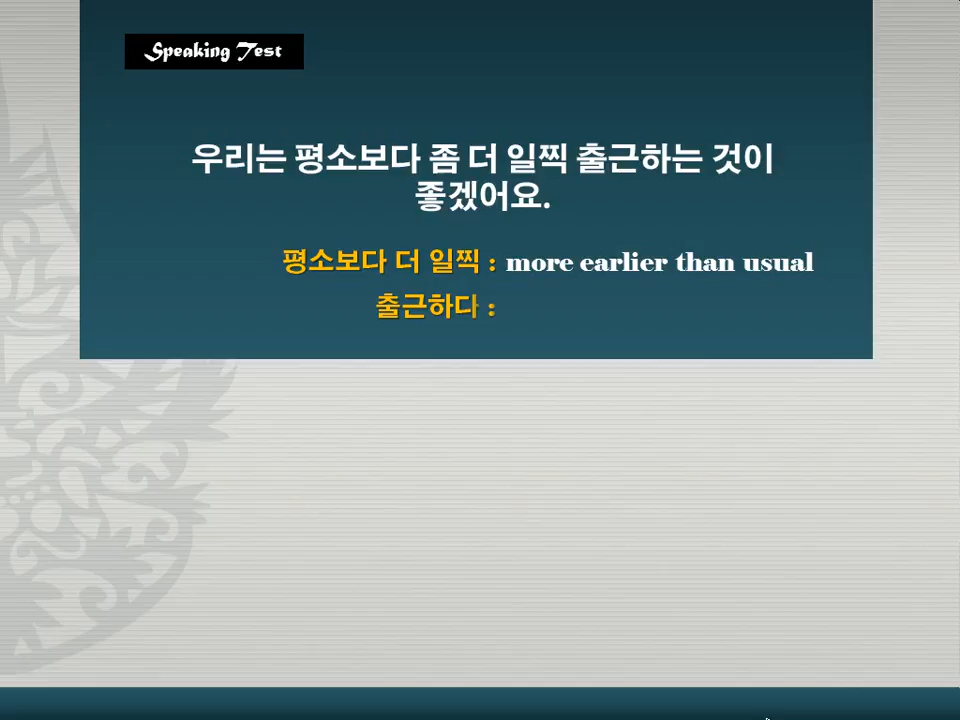 Speaking Test
우리는 평소보다 좀 더 일찍 출근하는 것이
좋겠어요.
평소보다 더 일찍 : more earlier than usual
출근하다 :